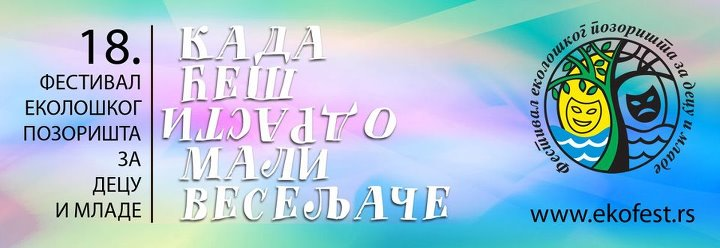 18.
ФЕСТИВАЛ
ЕКОЛОШКОГ
ПОЗОРИШТА
ЗА
ДЕЦУ
И МЛАДЕ
КАДА
ЋЕШ
ОДРАСТИ
МАЛИ
ВЕСЕЉАЧЕ
Фестивал еколошког позоришта за децу и младе
www.ekofest.rs